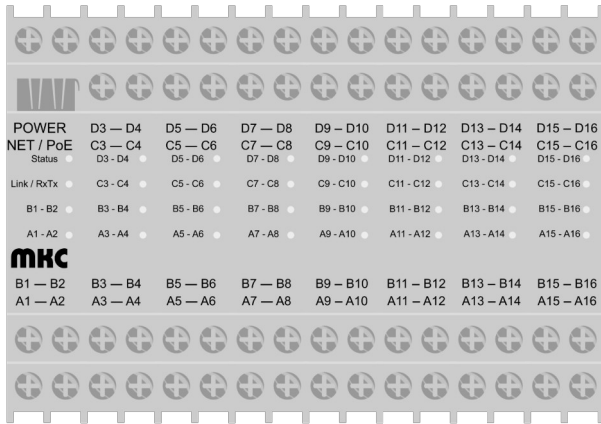 POWER D3 — D4 D5 — D6 D7 — D8 D9 – D10 D11 – D12 D13 – D14 D15 – D16
NET / PoE C3 — C4 C5 — C6 C7 — C8 C9 – C10 C11 – C12 C13 – C14 C15 – C16
Status D3 - D4 D5 - D6 D7 - D8 D9 - D10 D11 - D12 D13 - D14 D15 - D16
Link / RxTx C3 - C4 C5 - C6 C7 - C8 C9 - C10 C11 - C12 C13 - C14 C15 - C16
B1 - B2 B3 - B4 B5 - B6 B7 - B8 B9 - B10 B11 - B12 B13 - B14 B15 - B16
A1 - A2 A3 - A4 A5 - A6 A7 - A8 A9 - A10 A11 - A12 A13 - A14 A15 - A16
МКС
B1 — B2 B3 — B4 B5 — B6 B7 — B8 B9 – B10 B11 – B12 B13 – B14 B15 – B16
A1 — A2 A3 — A4 A5 — A6 A7 — A8 A9 – A10 A11 – A12 A13 – A14 A15 – A16